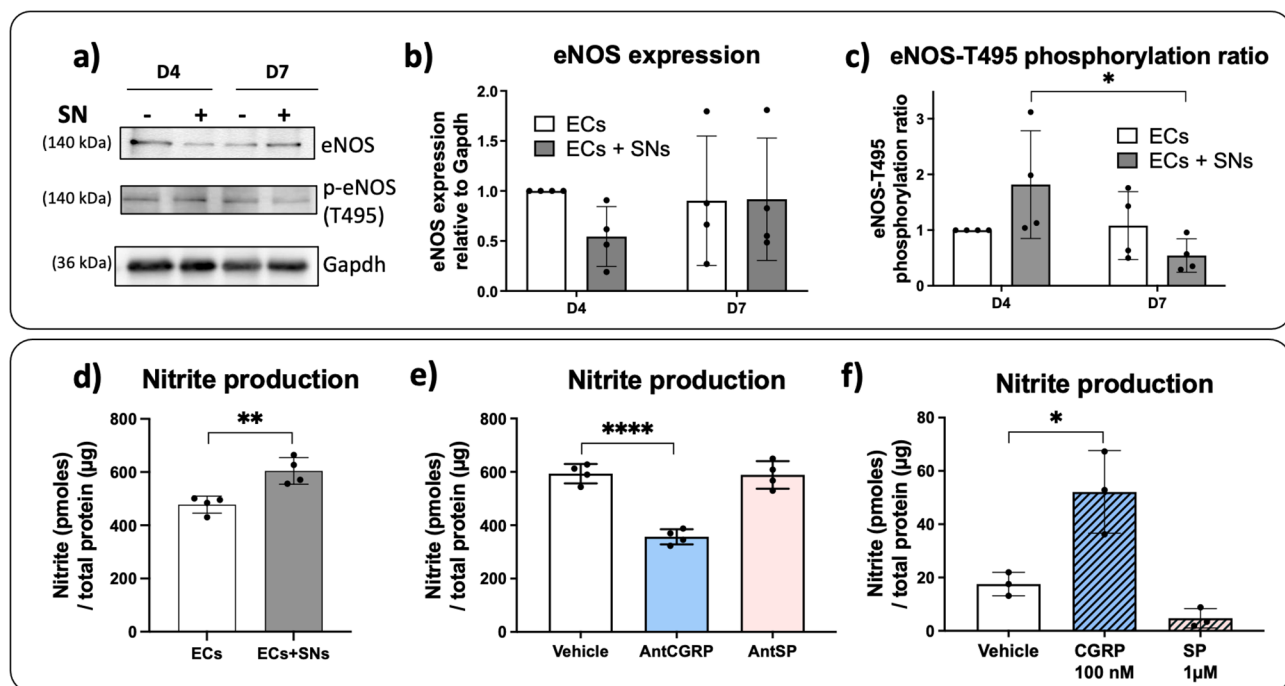 a)
D4 D7
SN - + - +
(140 kDa) eNOS
(140 kDa) p-eNOS
(T495)
(36 kDa) Gapdh
b)
eNOS expression
eNOS expression
relative to Gapdh
2.0
1.5
1.0
0.5
0.0
ECs
ECs + SNs
D4 D7
c)
eNOS-T495 phosphorylation ratio
eNOS-T495
phosphorylation ratio
4
3
2
1
0
*
ECs
ECs + SNs
D4 D7
d)
Nitrite production
Nitrite (pmoles)
/ total protein (μg)
800
600
400
200
0
**
ECs ECs+SNs
e)
Nitrite production
Nitrite (pmoles)
/ total protein (μg)
800
600
400
200
0
****
Vehicle AntCGRP AntSP
f)
Nitrite production
Nitrite (pmoles)
/ total protein (μg)
80
60
40
20
0
*
Vehicle CGRP SP
100 nM 1μM